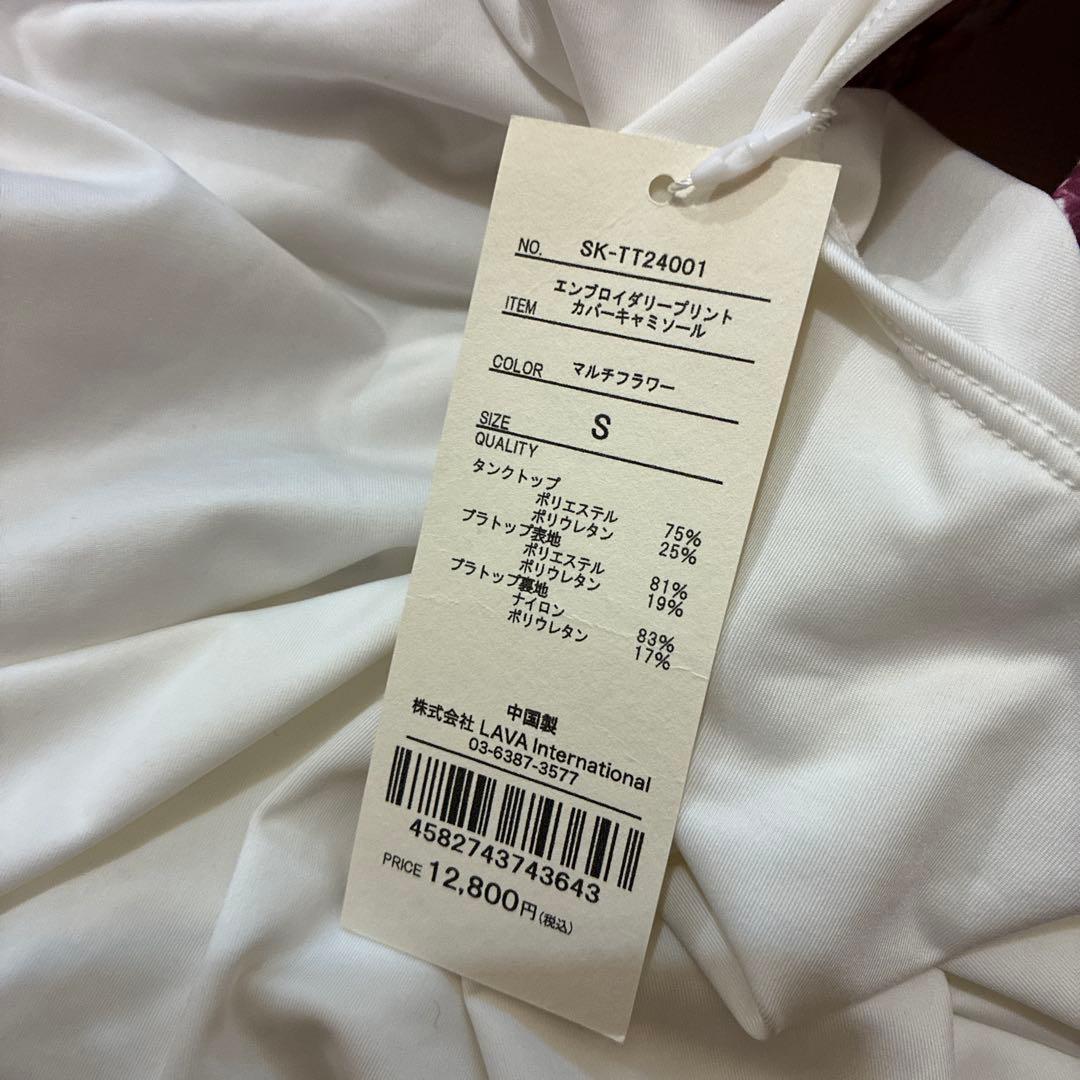 NO. SK-TT24001
エンブロイダリープリント
ITEM カバーキャミソール
COLOR マルチフラワー
SIZE S
QUALITY
タンクトップ
ポリエステル 75%
ポリウレタン 25%
ブラトップ表地
ポリエステル 81%
ポリウレタン 19%
ブラトップ裏地
ナイロン 83%
ポリウレタン 17%
中国製
株式会社 LAVA International
03-6387-3577
4582743743643
PRICE 12,800円(税込)